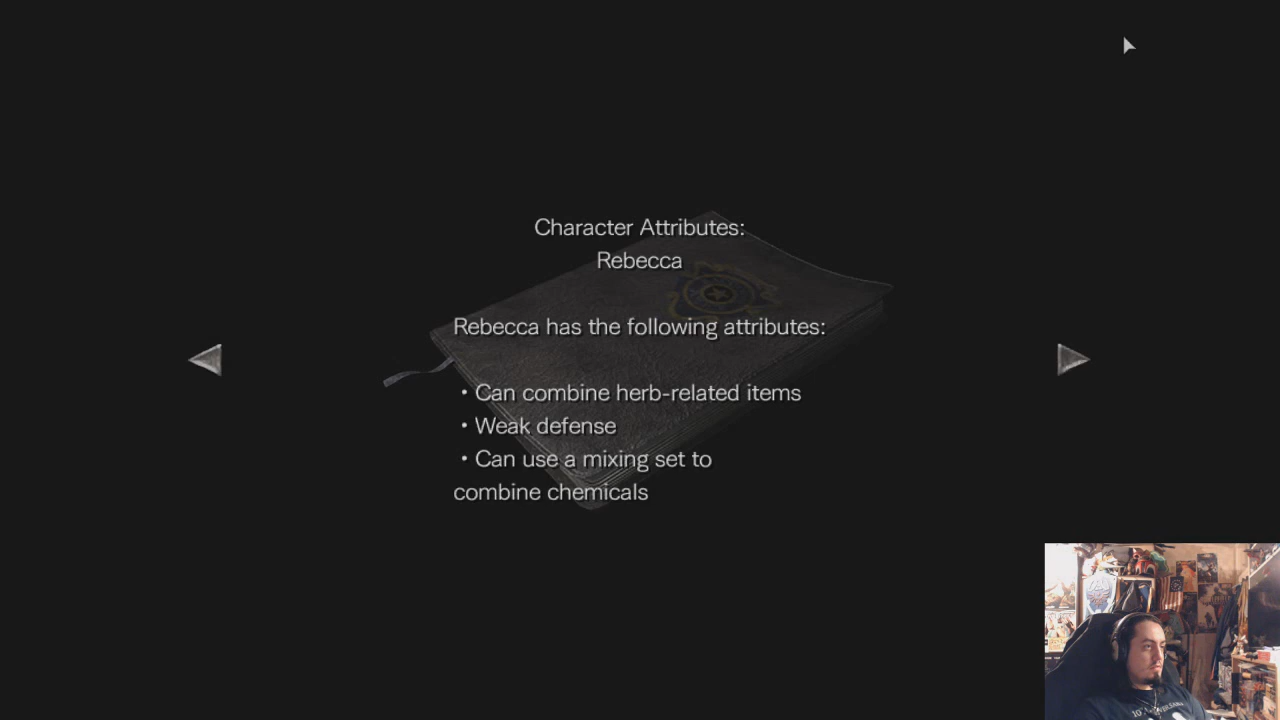 Character Attributes:
Rebecca
Rebecca has the following attributes:
・Can combine herb-related items
・Weak defense
・Can use a mixing set to
combine chemicals